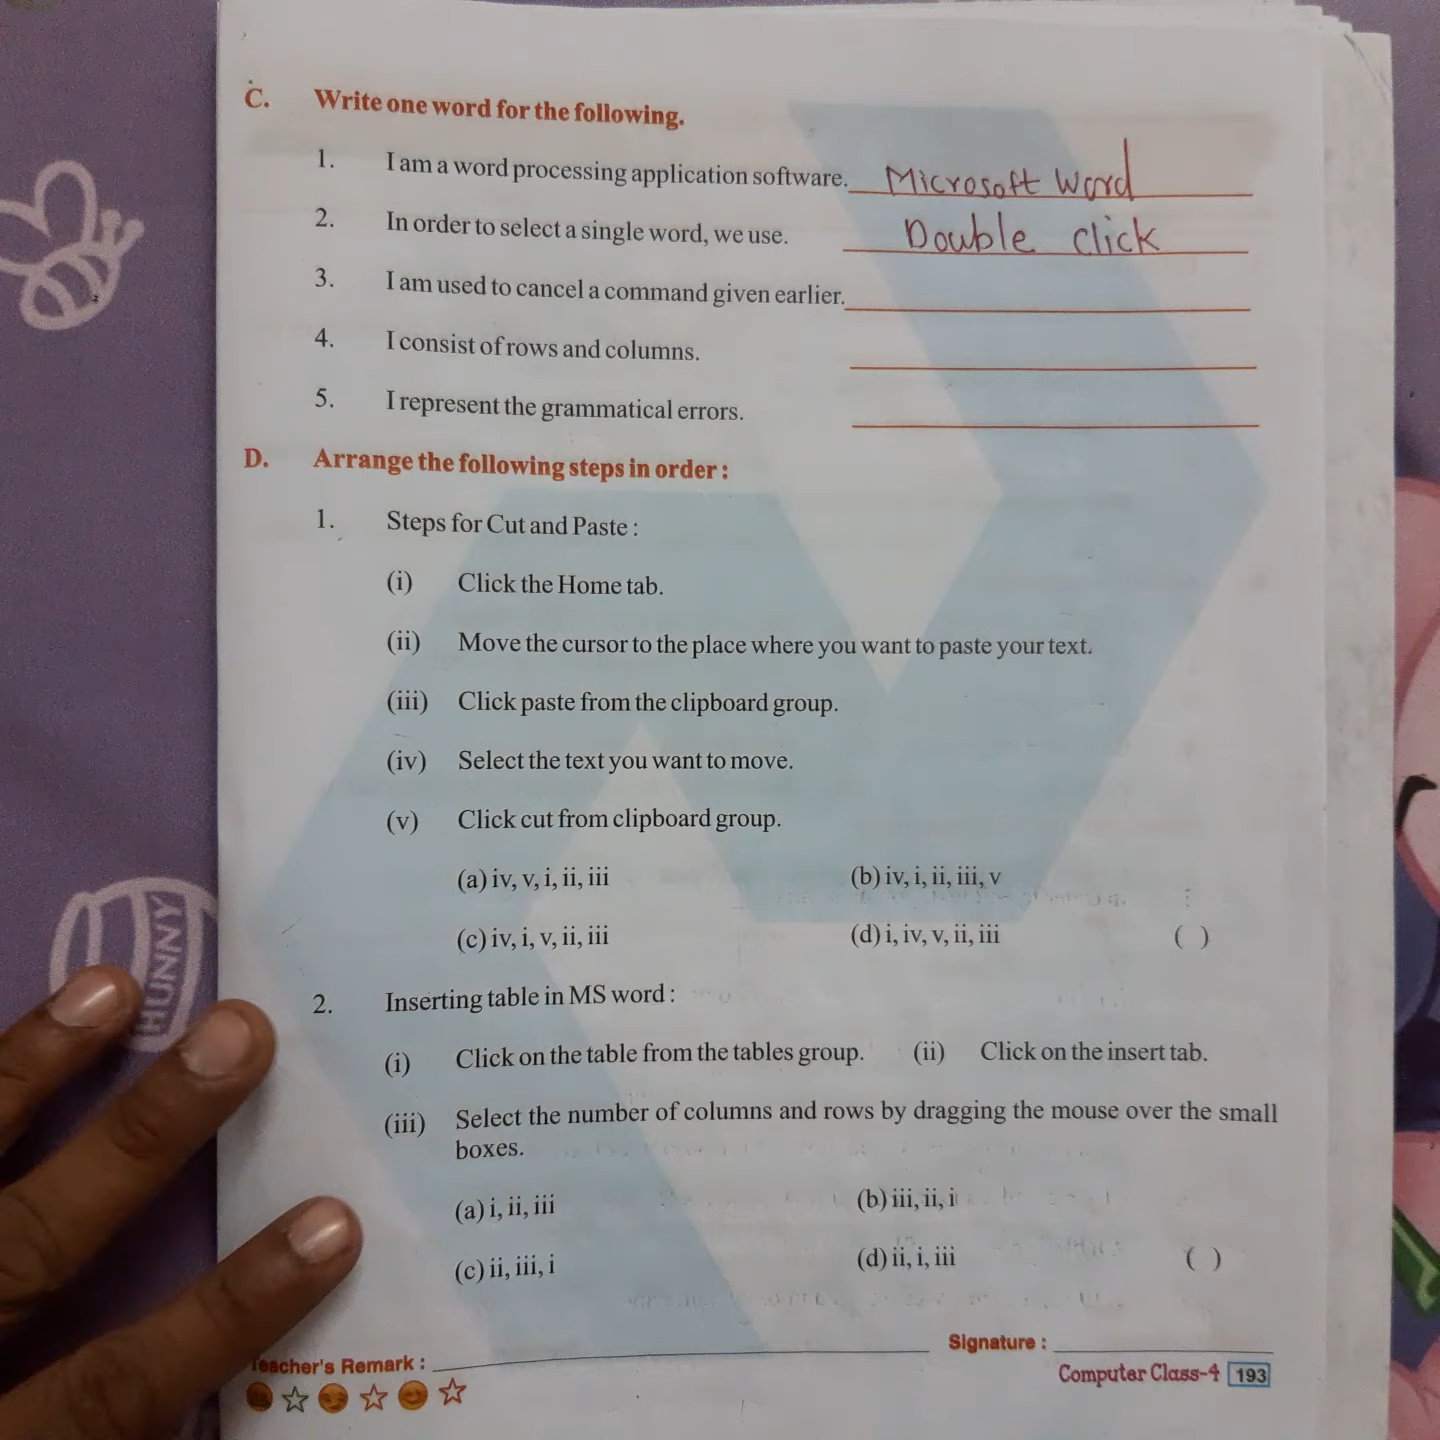 C. Write one word for the following.
1. I am a word processing application software. Microsoft Word
2. In order to select a single word, we use. Double click
3. I am used to cancel a command given earlier.
4. I consist of rows and columns.
5. I represent the grammatical errors.
D. Arrange the following steps in order :
1. Steps for Cut and Paste :
(i) Click the Home tab.
(ii) Move the cursor to the place where you want to paste your text.
(iii) Click paste from the clipboard group.
(iv) Select the text you want to move.
(v) Click cut from clipboard group.
(a) iv, v, i, ii, iii (b) iv, i, ii, iii, v
(c) iv, i, v, ii, iii (d) i, iv, v, ii, iii ( )
2. Inserting table in MS word :
(i) Click on the table from the tables group. (ii) Click on the insert tab.
(iii) Select the number of columns and rows by dragging the mouse over the small
boxes.
(a) i, ii, iii (b) iii, ii, i
(c) ii, iii, i (d) ii, i, iii ( )
Teacher's Remark : Signature :
Computer Class-4 193
HUNNY